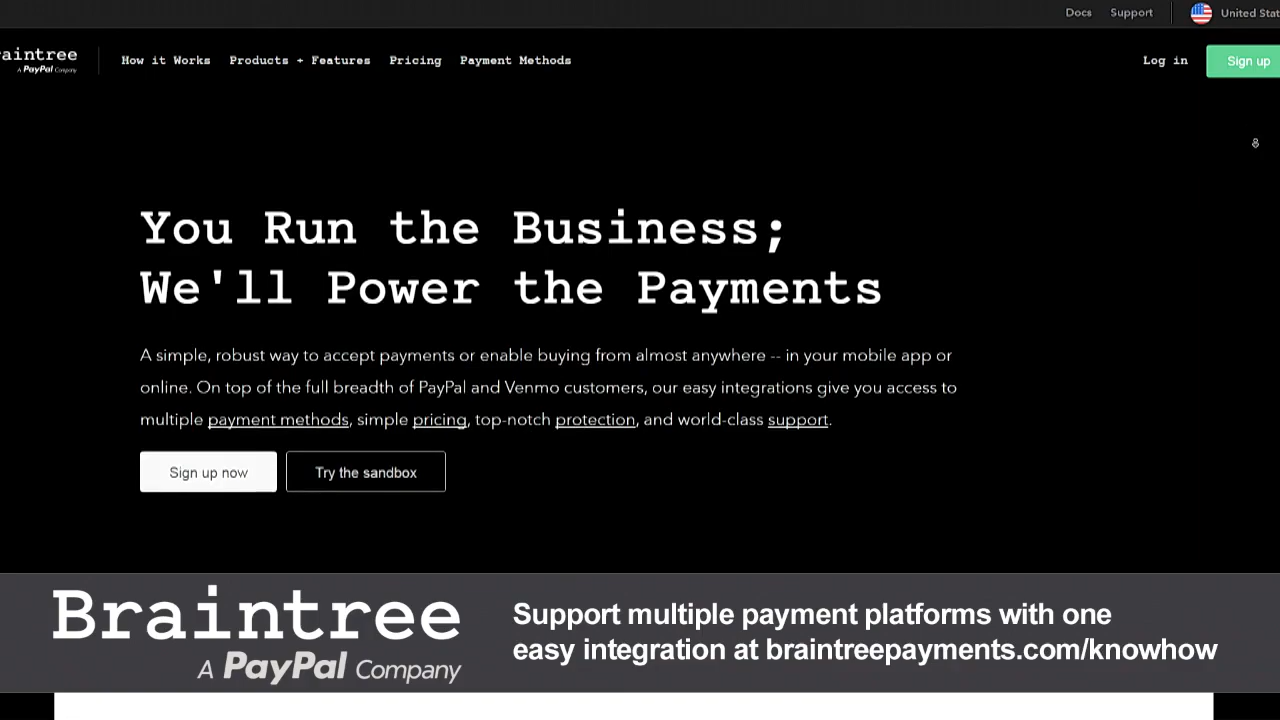 Docs Support United Stat
raintree
A PayPal Company
How it Works Products + Features Pricing Payment Methods Log in Sign up
8
You Run the Business;
We'll Power the Payments
A simple, robust way to accept payments or enable buying from almost anywhere -- in your mobile app or
online. On top of the full breadth of PayPal and Venmo customers, our easy integrations give you access to
multiple payment methods, simple pricing, top-notch protection, and world-class support.
Sign up now Try the sandbox
Braintree
A PayPal Company
Support multiple payment platforms with one
easy integration at braintreepayments.com/knowhow